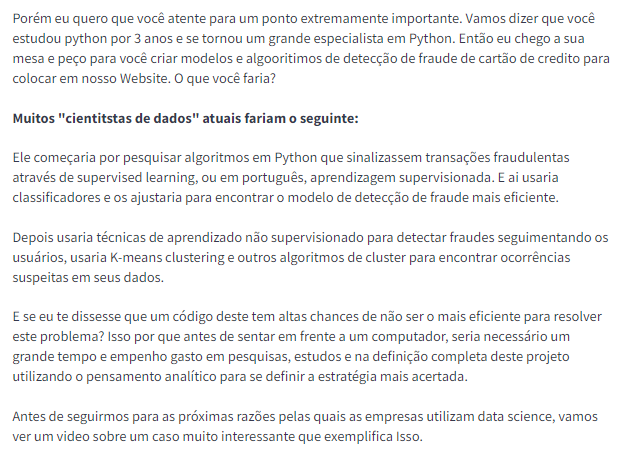 Porém eu quero que você atente para um ponto extremamente importante. Vamos dizer que você
estudou python por 3 anos e se tornou um grande especialista em Python. Então eu chego a sua
mesa e peço para você criar modelos e algooritimos de detecção de fraude de cartão de credito para
colocar em nosso Website. O que você faria?
Muitos "cientitstas de dados" atuais fariam o seguinte:
Ele começaria por pesquisar algoritmos em Python que sinalizassem transações fraudulentas
através de supervised learning, ou em português, aprendizagem supervisionada. E ai usaria
classificadores e os ajustaria para encontrar o modelo de detecção de fraude mais eficiente.
Depois usaria técnicas de aprendizado não supervisionado para detectar fraudes seguimentando os
usuários, usaria K-means clustering e outros algoritmos de cluster para encontrar ocorrências
suspeitas em seus dados.
E se eu te dissesse que um código deste tem altas chances de não ser o mais eficiente para resolver
este problema? Isso por que antes de sentar em frente a um computador, seria necessário um
grande tempo e empenho gasto em pesquisas, estudos e na definição completa deste projeto
utilizando o pensamento analítico para se definir a estratégia mais acertada.
Antes de seguirmos para as próximas razões pelas quais as empresas utilizam data science, vamos
ver um video sobre um caso muito interessante que exemplifica Isso.